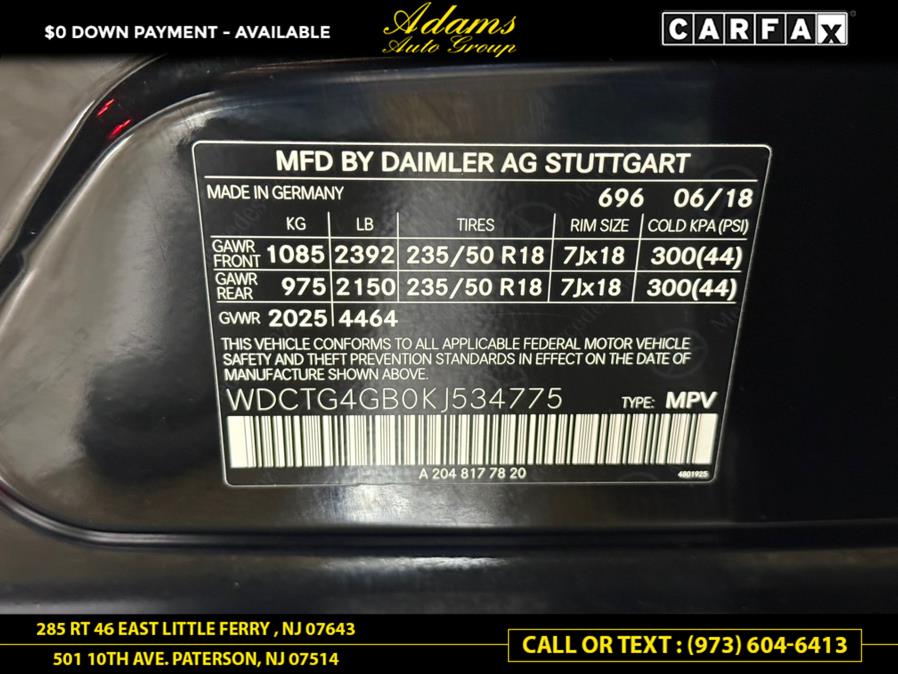 $0 DOWN PAYMENT - AVAILABLE
Adams
Auto Group
CARFAX
MFD BY DAIMLER AG STUTTGART
MADE IN GERMANY 696 06/18
KG LB TIRES RIM SIZE COLD KPA (PSI)
GAWR FRONT 1085 2392 235/50 R18 7Jx18 300(44)
GAWR REAR 975 2150 235/50 R18 7Jx18 300(44)
GVWR 2025 4464
THIS VEHICLE CONFORMS TO ALL APPLICABLE FEDERAL MOTOR VEHICLE
SAFETY AND THEFT PREVENTION STANDARDS IN EFFECT ON THE DATE OF
MANUFACTURE SHOWN ABOVE.
WDCTG4GB0KJ534775 TYPE: MPV
A 204 817 78 20
4801925
285 RT 46 EAST LITTLE FERRY , NJ 07643
501 10TH AVE. PATERSON, NJ 07514
CALL OR TEXT : (973) 604-6413